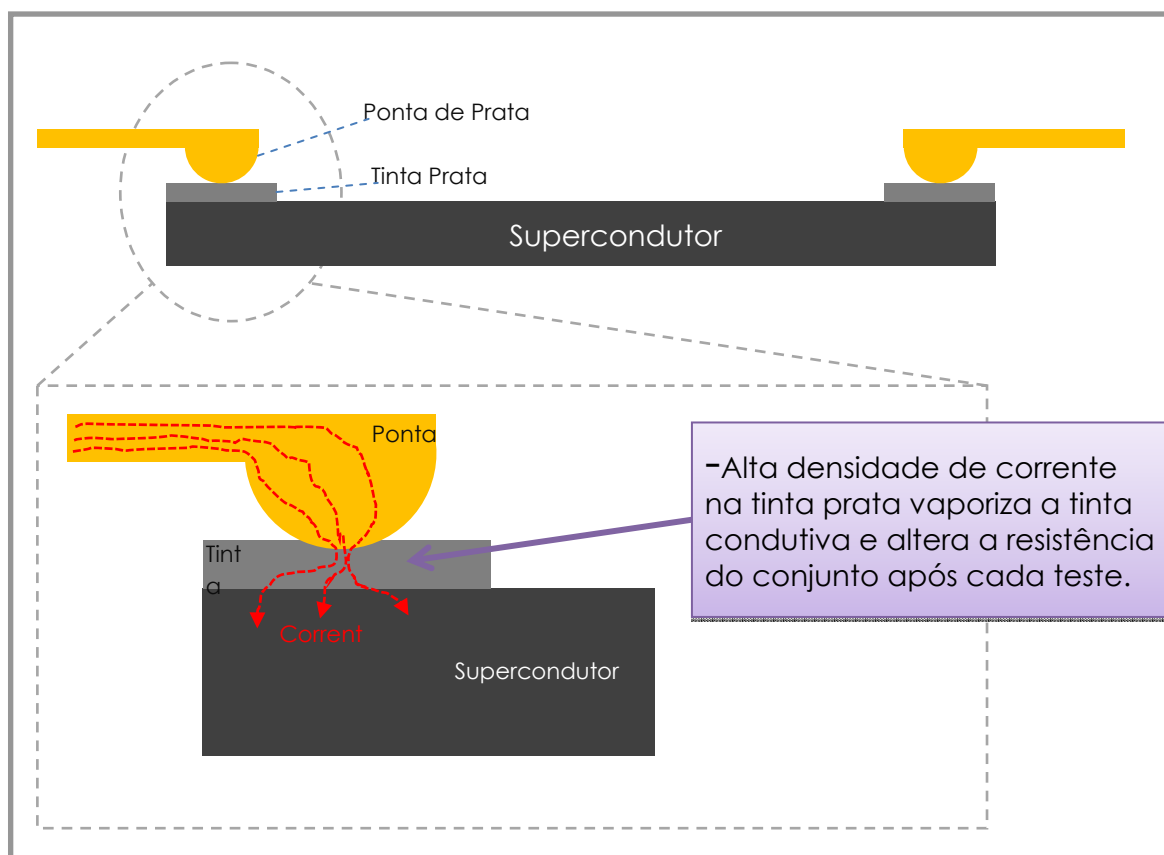 Ponta de Prata
Tinta Prata
Supercondutor
Ponta
-Alta densidade de corrente
na tinta prata vaporiza a tinta
condutiva e altera a resistência
do conjunto após cada teste.
Tint
a
Corrent
Supercondutor